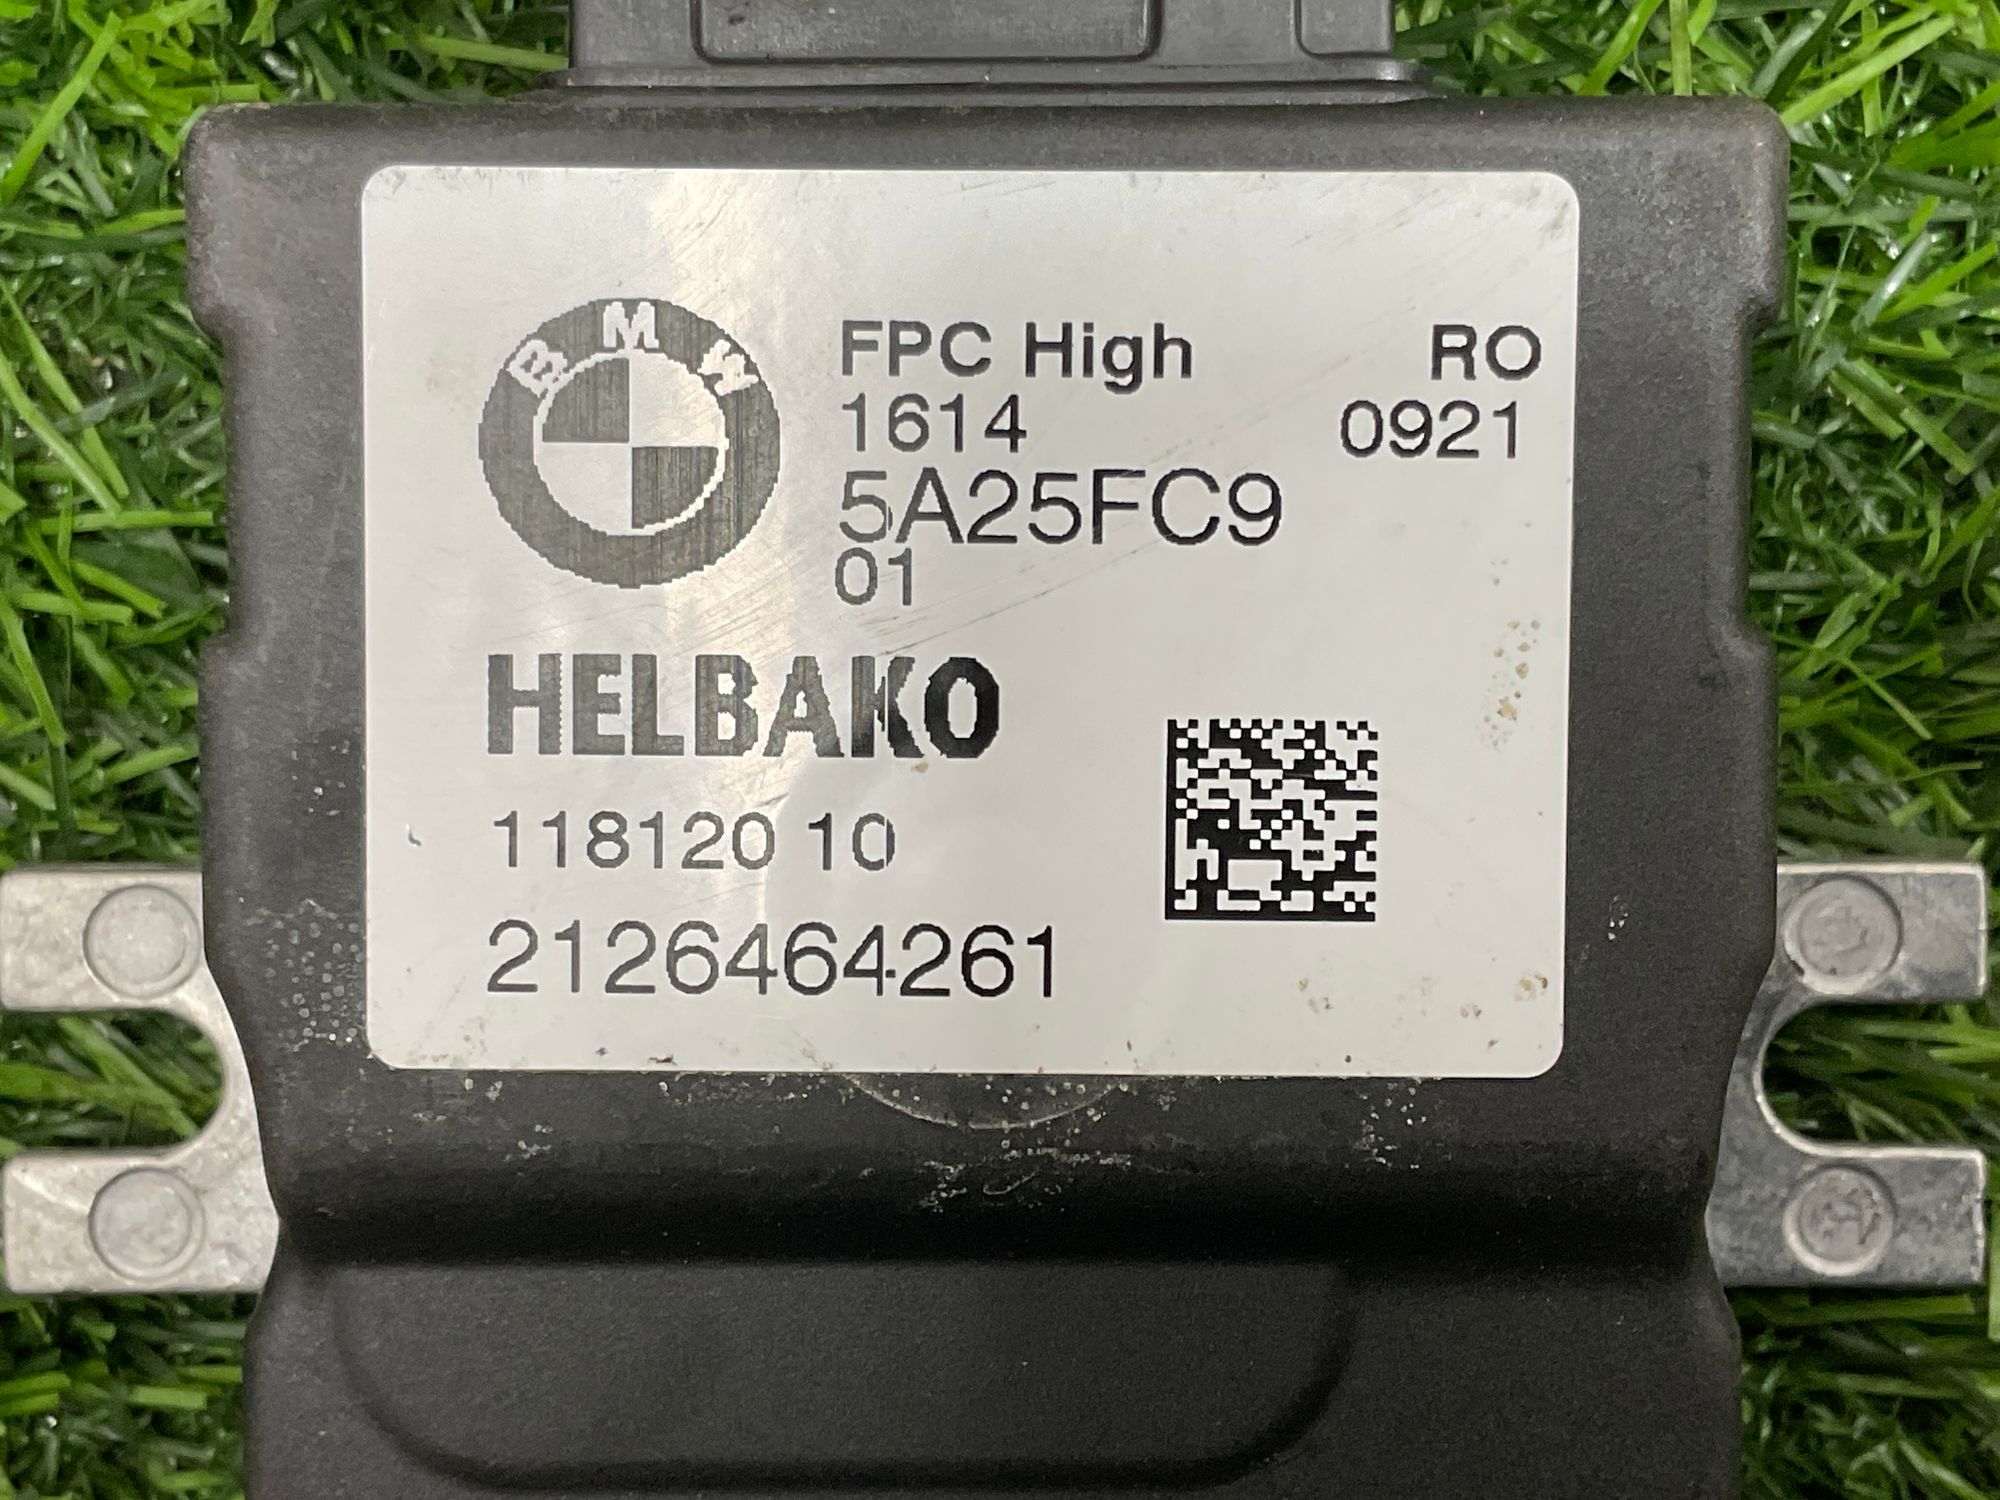 BMW
FPC High RO
1614 0921
5A25FC9
01
HELBAKO
118120 10
2126464261